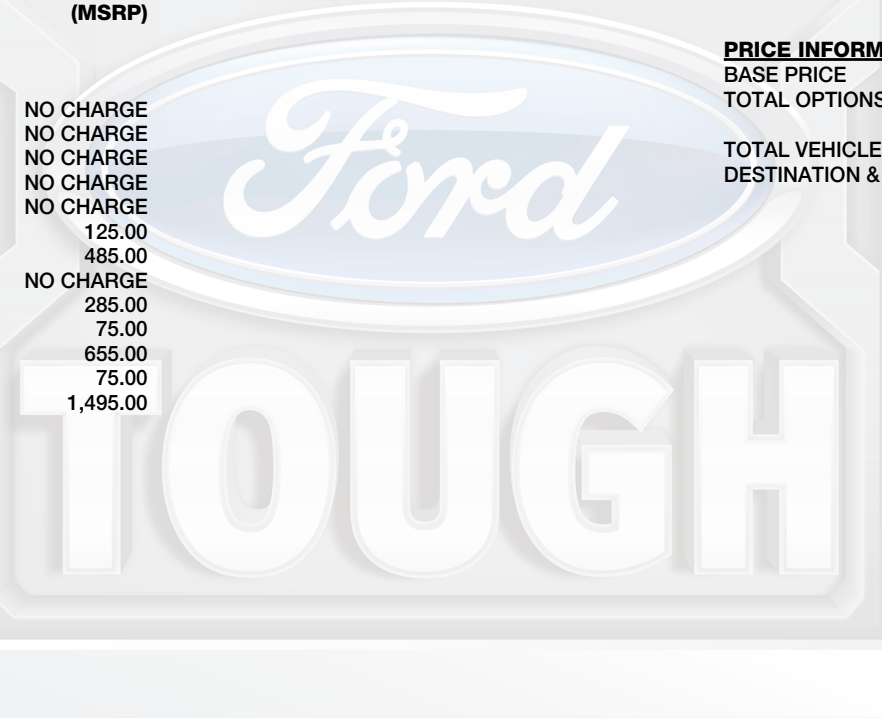 (MSRP)
NO CHARGE
NO CHARGE
NO CHARGE
NO CHARGE
NO CHARGE
125.00
485.00
NO CHARGE
285.00
75.00
655.00
75.00
1,495.00
PRICE INFORM
BASE PRICE
TOTAL OPTIONS
TOTAL VEHICLE
DESTINATION &
Ford
TOUGH